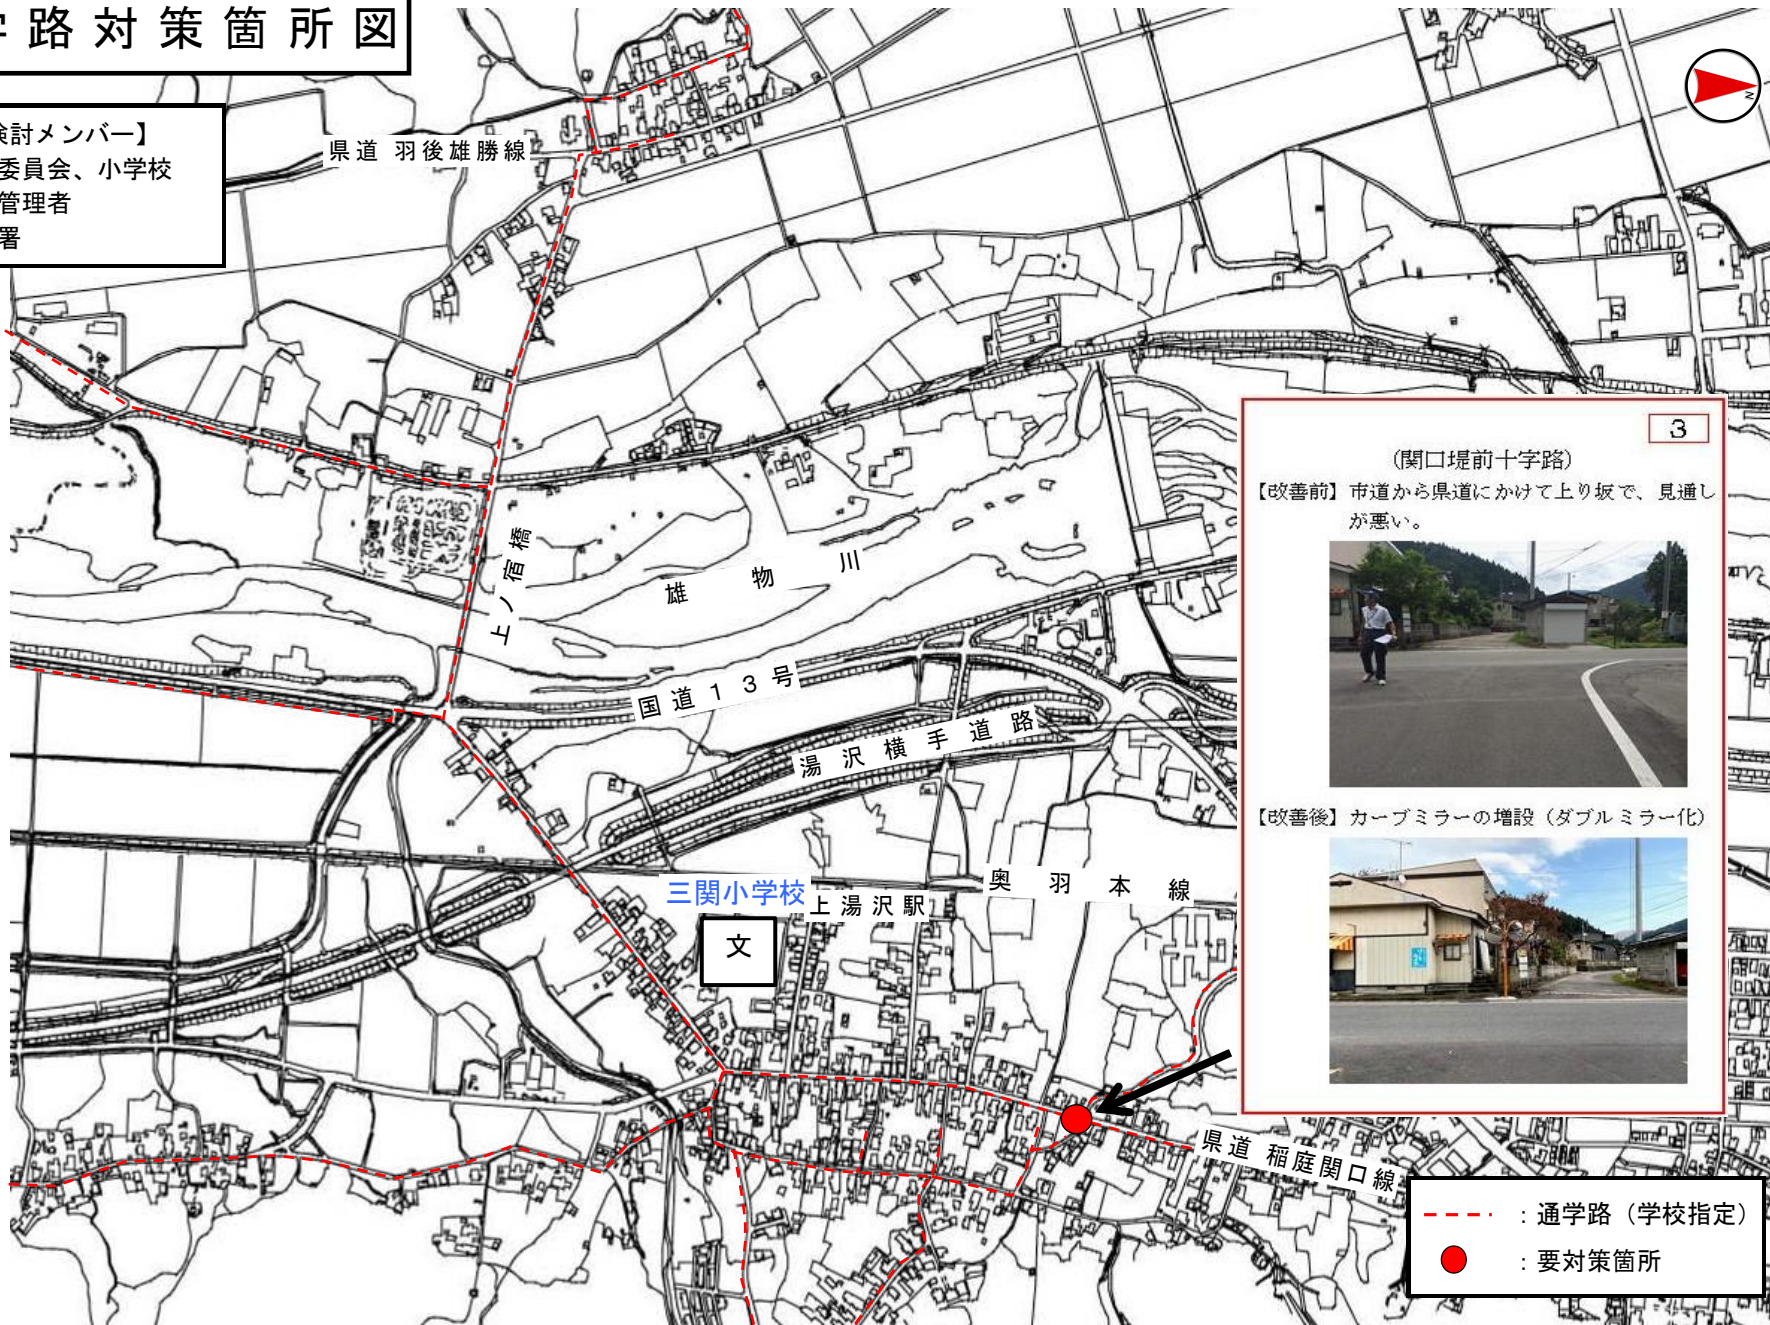 路対策箇所図
検討メンバー】
委員会、小学校
管理者
署
県道 羽後雄勝線
N
上ノ宿橋
雄物川
国道13号
湯沢横手道路
奥羽本線
三関小学校
上湯沢駅
文
県道 稲庭関口線
3
(関口堤前十字路)
【改善前】市道から県道にかけて上り坂で、見通し
が悪い。
【改善後】カーブミラーの増設(ダブルミラー化)
:通学路(学校指定)
:要対策箇所